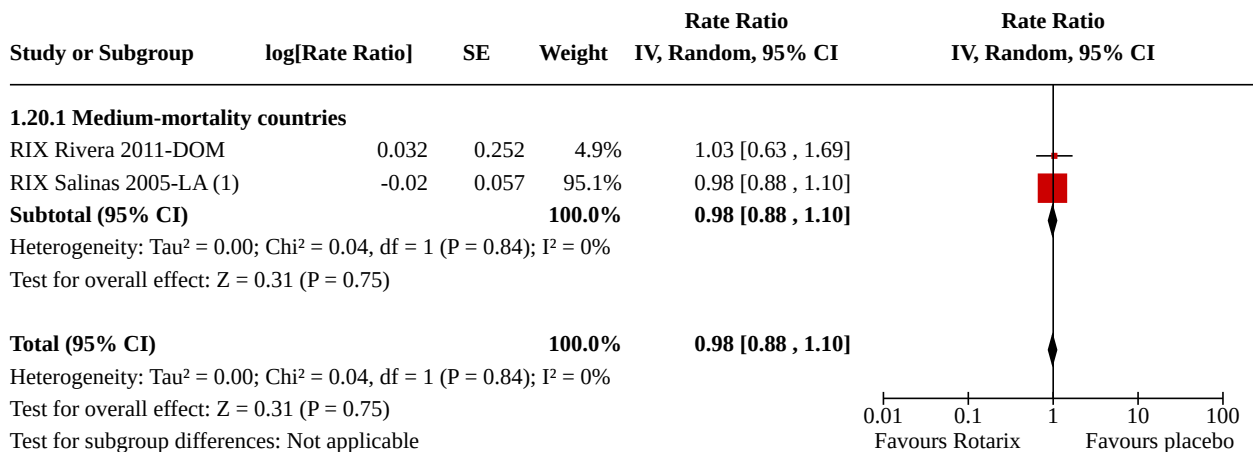 Rate Ratio Rate Ratio
Study or Subgroup log[Rate Ratio] SE Weight IV, Random, 95% CI IV, Random, 95% CI
1.20.1 Medium-mortality countries
RIX Rivera 2011-DOM 0.032 0.252 4.9% 1.03 [0.63 , 1.69]
RIX Salinas 2005-LA (1) -0.02 0.057 95.1% 0.98 [0.88 , 1.10]
Subtotal (95% CI) 100.0% 0.98 [0.88 , 1.10]
Heterogeneity: Tau² = 0.00; Chi² = 0.04, df = 1 (P = 0.84); I² = 0%
Test for overall effect: Z = 0.31 (P = 0.75)
Total (95% CI) 100.0% 0.98 [0.88 , 1.10]
Heterogeneity: Tau² = 0.00; Chi² = 0.04, df = 1 (P = 0.84); I² = 0%
Test for overall effect: Z = 0.31 (P = 0.75) 0.01 0.1 1 10 100
Test for subgroup differences: Not applicable Favours Rotarix Favours placebo